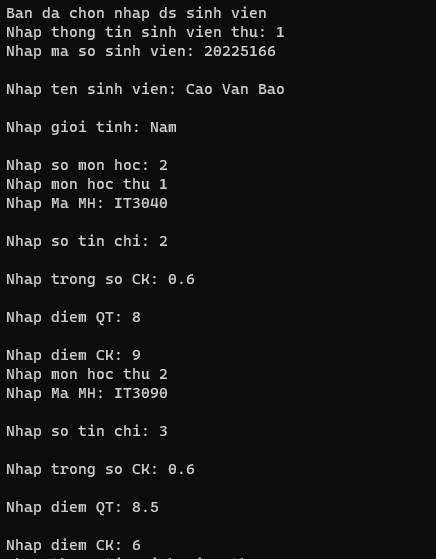 Ban da chon nhap ds sinh vien
Nhap thong tin sinh vien thu: 1
Nhap ma so sinh vien: 20225166
Nhap ten sinh vien: Cao Van Bao
Nhap gioi tinh: Nam
Nhap so mon hoc: 2
Nhap mon hoc thu 1
Nhap Ma MH: IT3040
Nhap so tin chi: 2
Nhap trong so CK: 0.6
Nhap diem QT: 8
Nhap diem CK: 9
Nhap mon hoc thu 2
Nhap Ma MH: IT3090
Nhap so tin chi: 3
Nhap trong so CK: 0.6
Nhap diem QT: 8.5
Nhap diem CK: 6